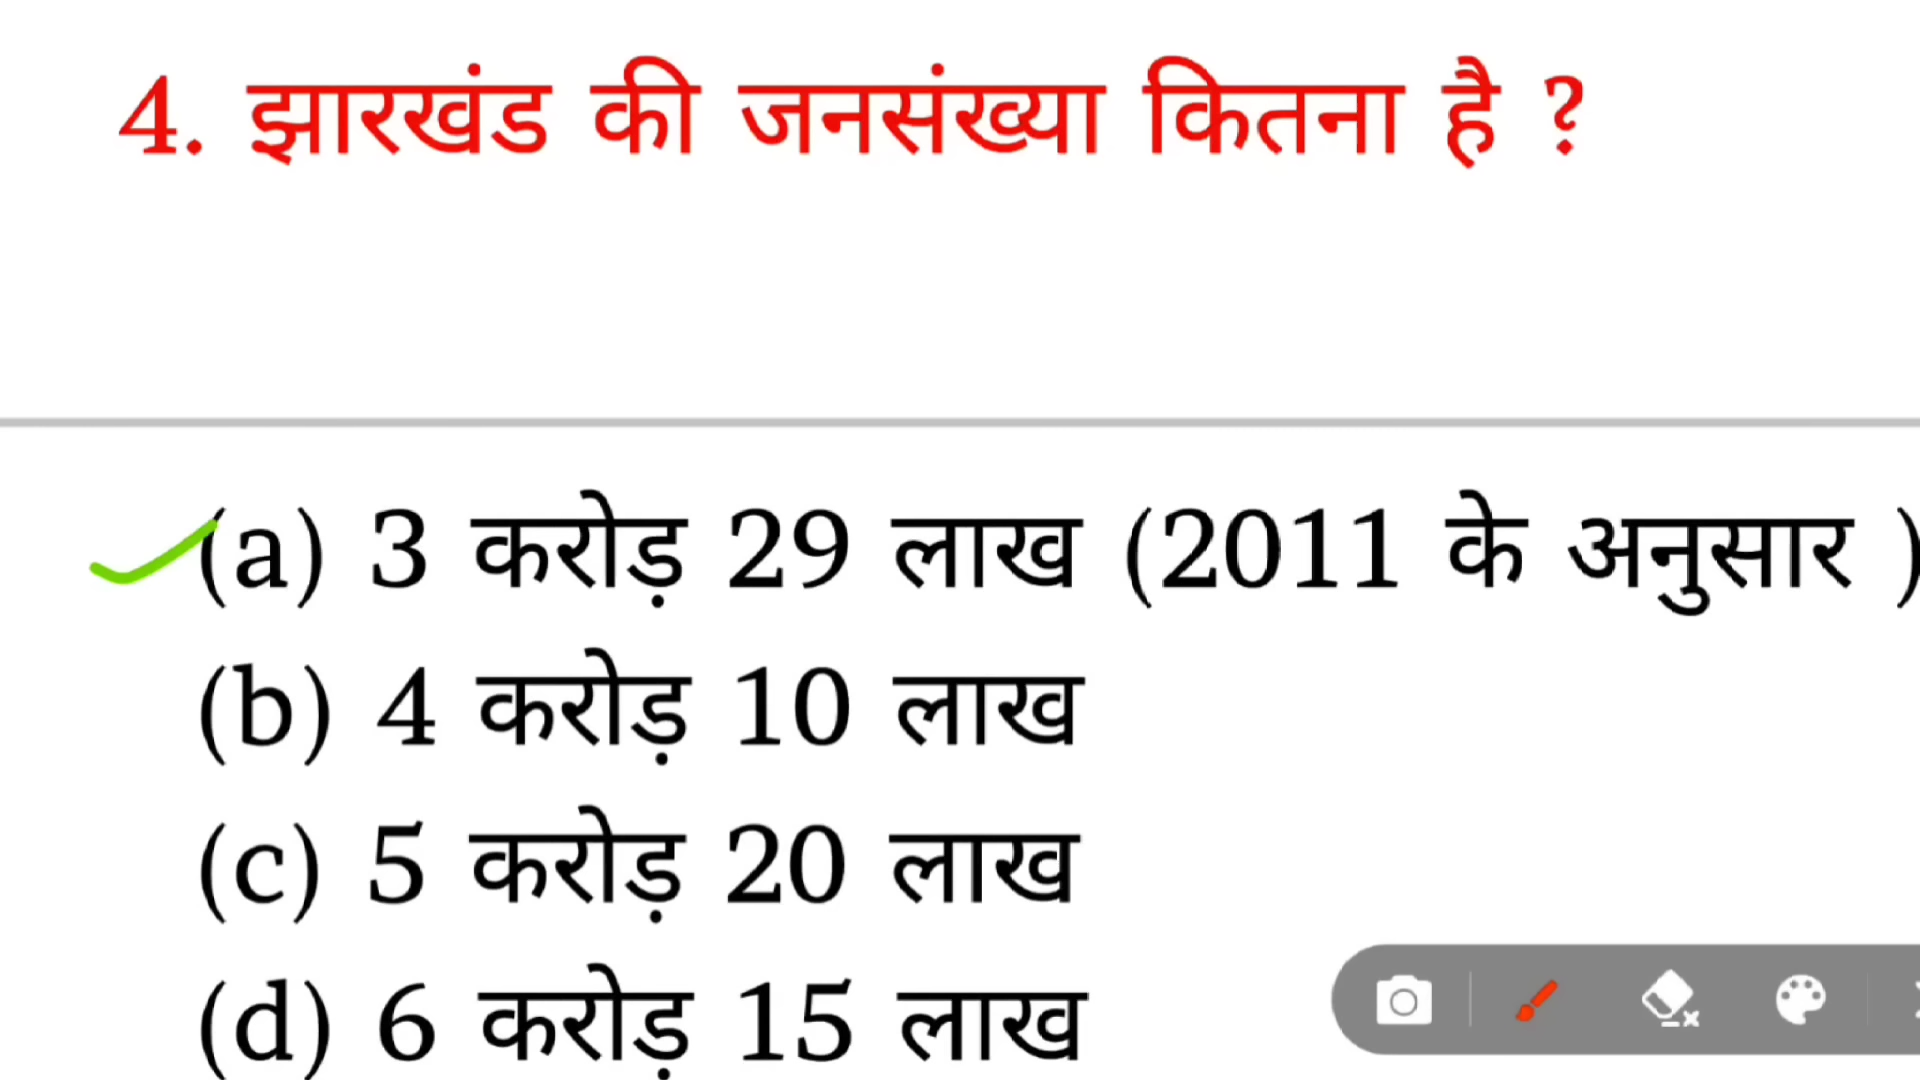 4. झारखंड की जनसंख्या कितना है ?
(a) 3 करोड़ 29 लाख (2011 के अनुसार )
(b) 4 करोड़ 10 लाख
(c) 5 करोड़ 20 लाख
(d) 6 करोड़ 15 लाख